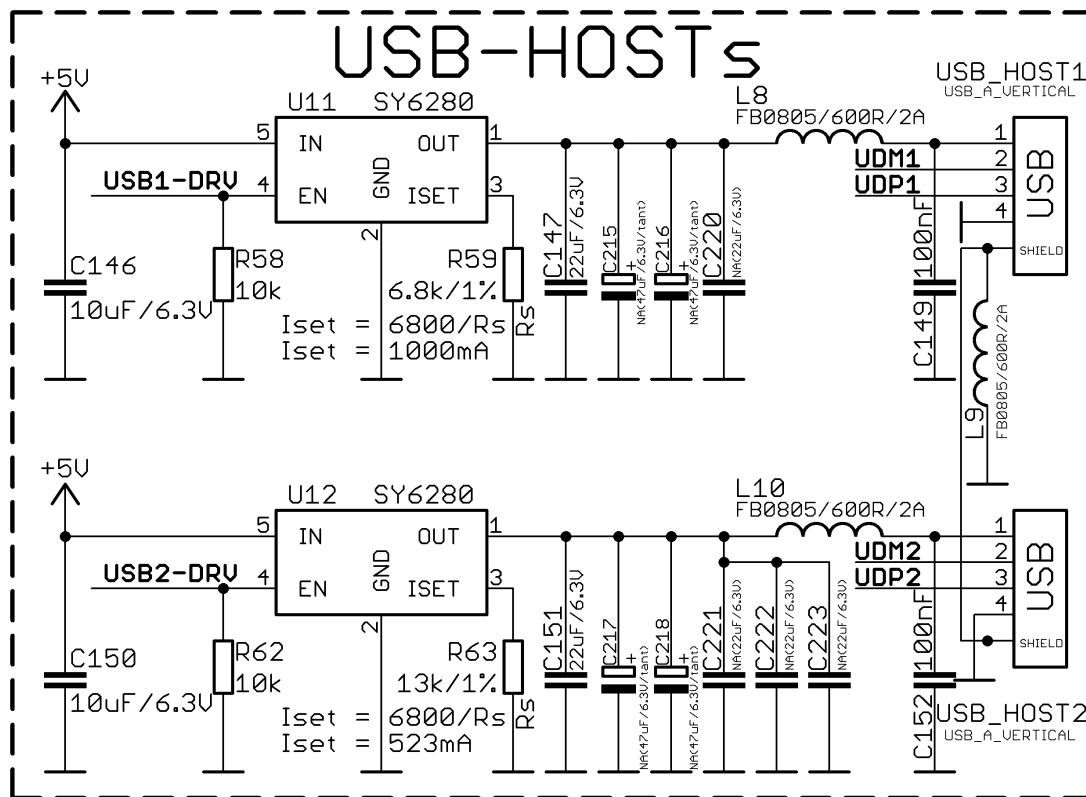 USB-HOSTs
+5V
U11 SY6280
5 IN OUT 1
USB1-DRV 4 EN GND ISET 3
2
C146
10uF/6.3V
R58
10k
R59
6.8k/1%
Rs
Iset = 6800/Rs
Iset = 1000mA
C147
22uF/6.3V
C215
NA(47uF/6.3V/tant)
+
C216
NA(47uF/6.3V/tant)
+
C220
NA(22uF/6.3V)
L8
FB0805/600R/2A
USB_HOST1
USB_A_VERTICAL
UDM1
UDP1
1
2
3
4
USB
SHIELD
C149
100nF
L9
FB0805/600R/2A
+5V
U12 SY6280
5 IN OUT 1
USB2-DRV 4 EN GND ISET 3
2
C150
10uF/6.3V
R62
10k
R63
13k/1%
Rs
Iset = 6800/Rs
Iset = 523mA
C151
22uF/6.3V
C217
NA(47uF/6.3V/tant)
+
C218
NA(47uF/6.3V/tant)
+
C221
NA(22uF/6.3V)
C222
NA(22uF/6.3V)
C223
NA(22uF/6.3V)
L10
FB0805/600R/2A
UDM2
UDP2
1
2
3
4
USB
SHIELD
C152
100nF
USB_HOST2
USB_A_VERTICAL